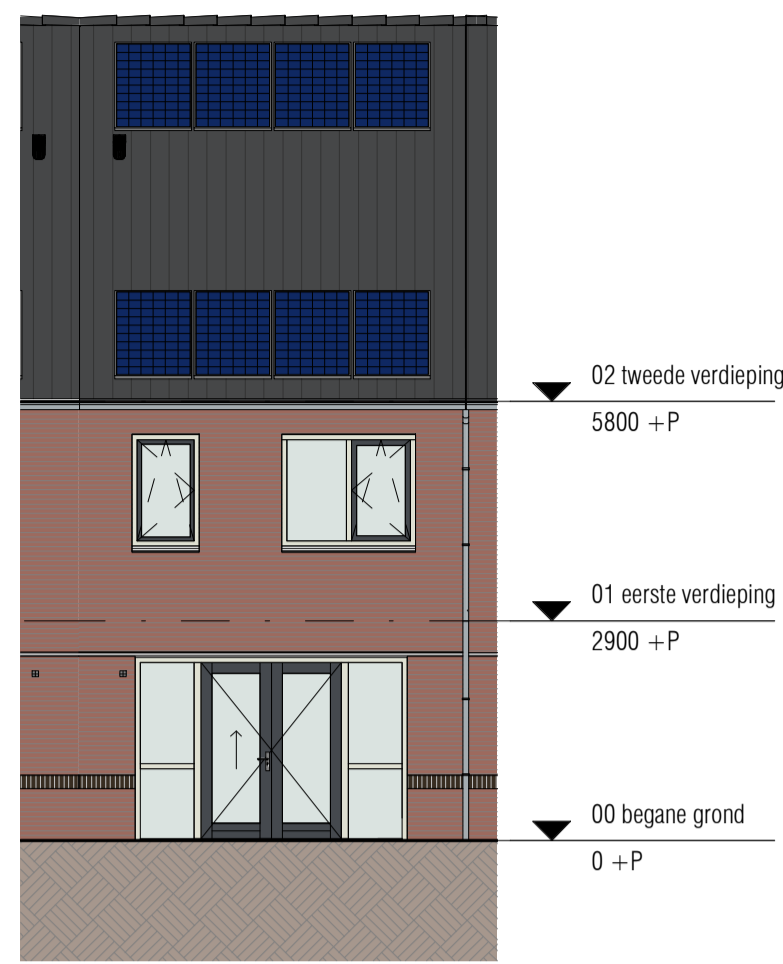 02 tweede verdieping
5800 +P
01 eerste verdieping
2900 +P
00 begane grond
0 +P